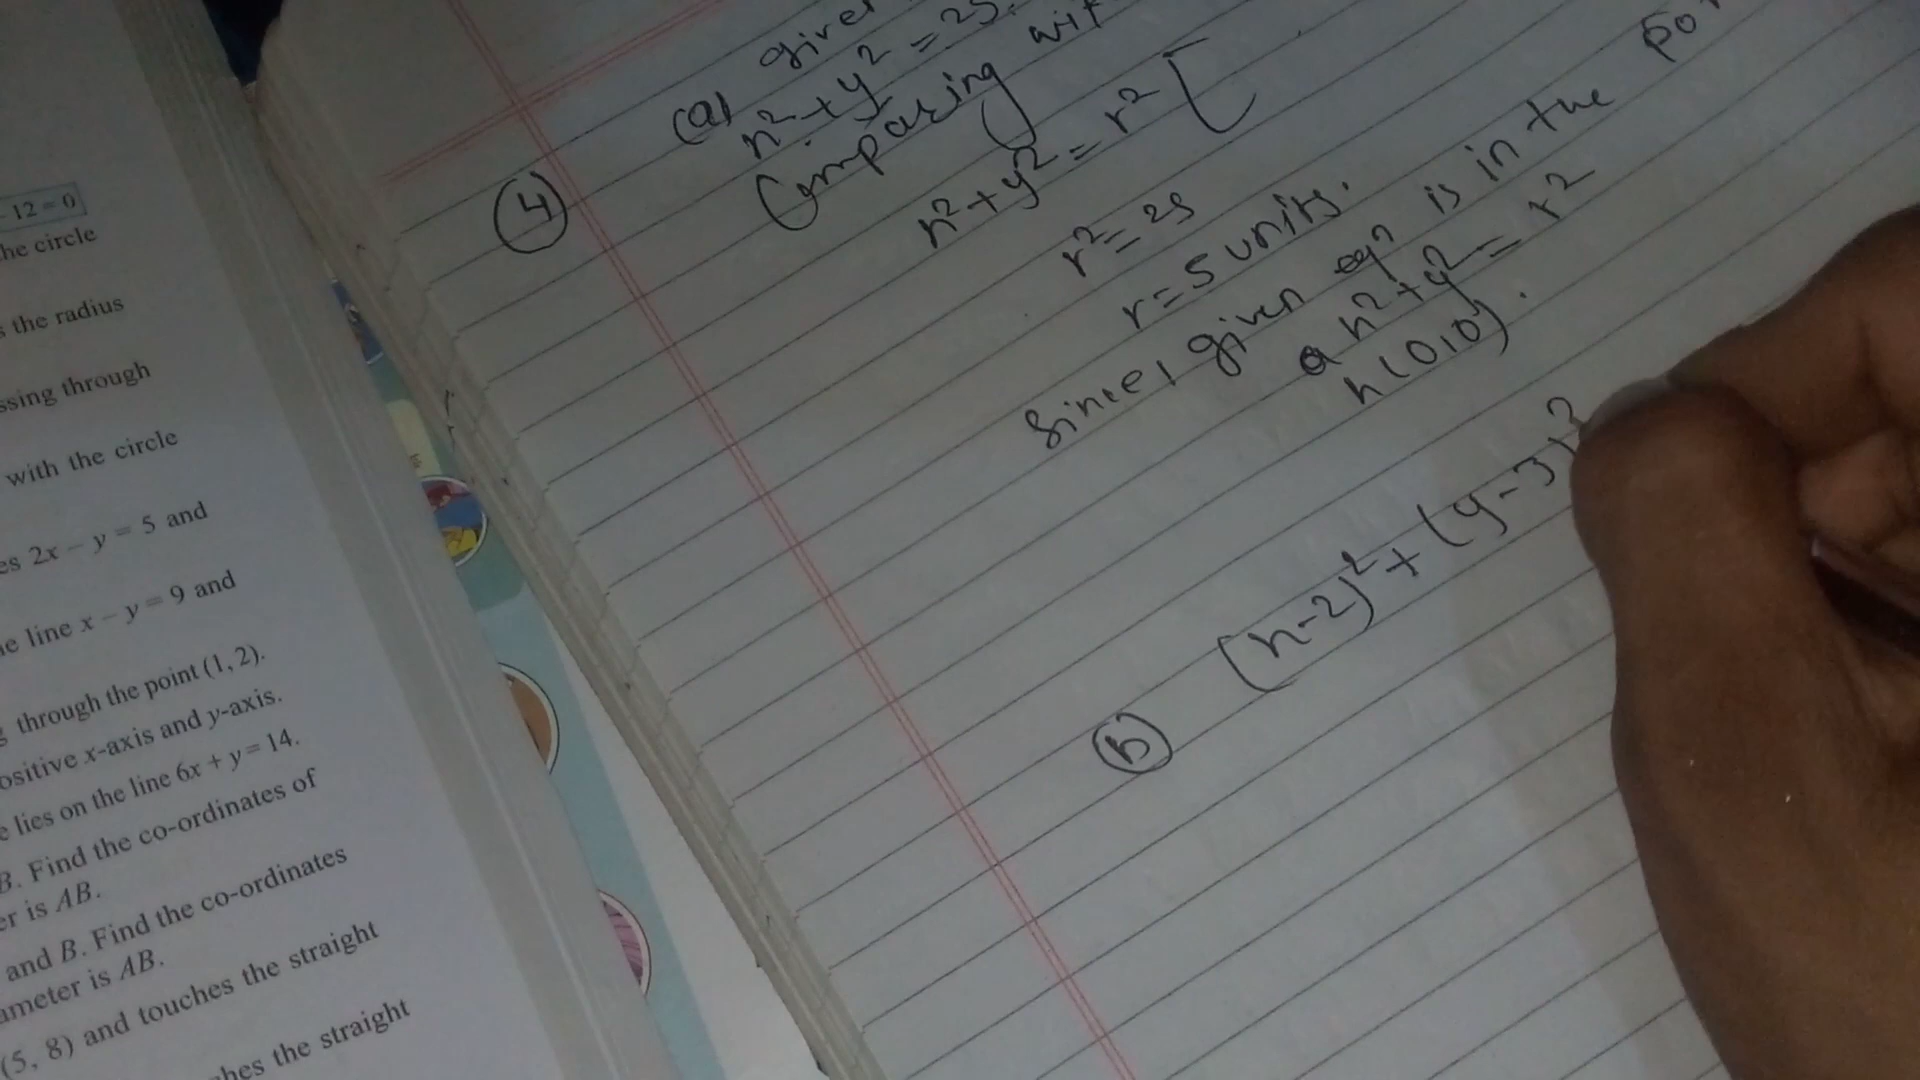 - 12 = 0
he circle
s the radius
ssing through
with the circle
es 2x - y = 5 and
e line x - y = 9 and
g through the point (1, 2).
ositive x-axis and y-axis.
e lies on the line 6x + y = 14.
B. Find the co-ordinates of
er is AB.
and B. Find the co-ordinates
ameter is AB.
(5, 8) and touches the straight
hes the straight
4
(a) given
x² + y² = 25.
Comparing
x² + y² = r²
r² = 25
r = 5 units.
Since, given eqn is in the
x² + y² = r²
h(0,0).
(b) (x-2)² + (y-3)²